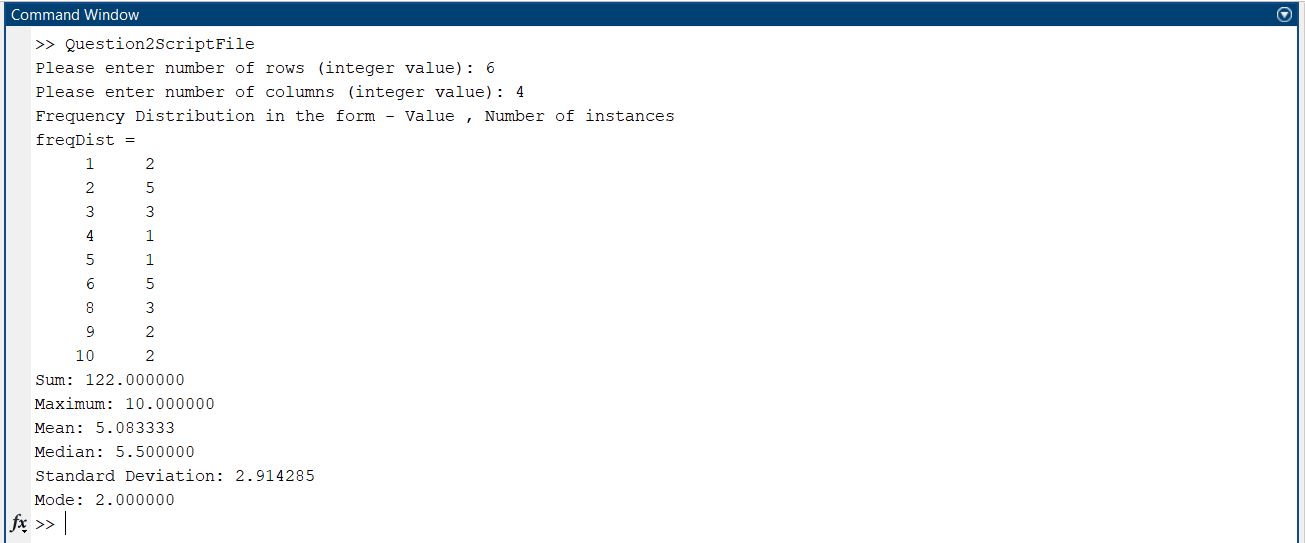 Command Window
>> Question2ScriptFile
Please enter number of rows (integer value): 6
Please enter number of columns (integer value): 4
Frequency Distribution in the form - Value , Number of instances
freqDist =
1 2
2 5
3 3
4 1
5 1
6 5
8 3
9 2
10 2
Sum: 122.000000
Maximum: 10.000000
Mean: 5.083333
Median: 5.500000
Standard Deviation: 2.914285
Mode: 2.000000
fx >>